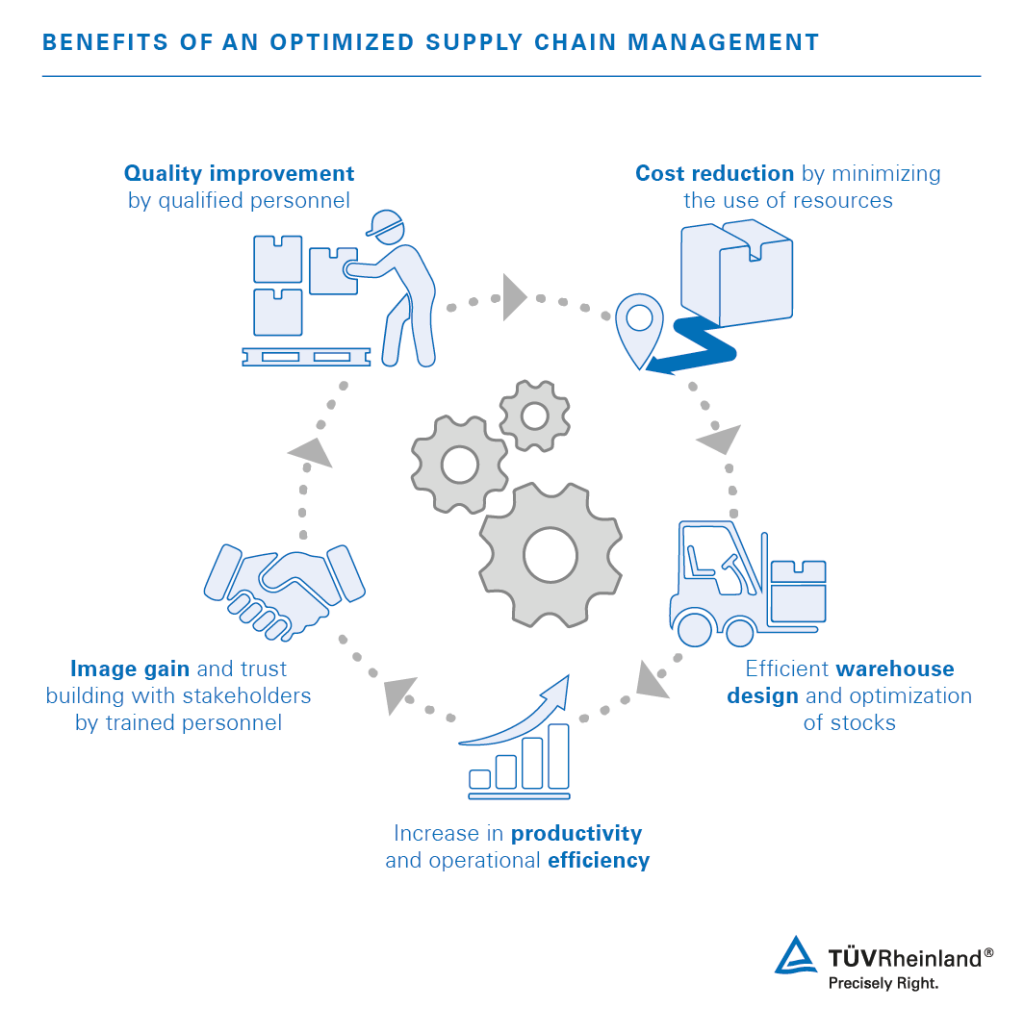 BENEFITS OF AN OPTIMIZED SUPPLY CHAIN MANAGEMENT
Quality improvement
by qualified personnel
Cost reduction by minimizing
the use of resources
Image gain and trust
building with stakeholders
by trained personnel
Efficient warehouse
design and optimization
of stocks
Increase in productivity
and operational efficiency
TÜVRheinland®
Precisely Right.